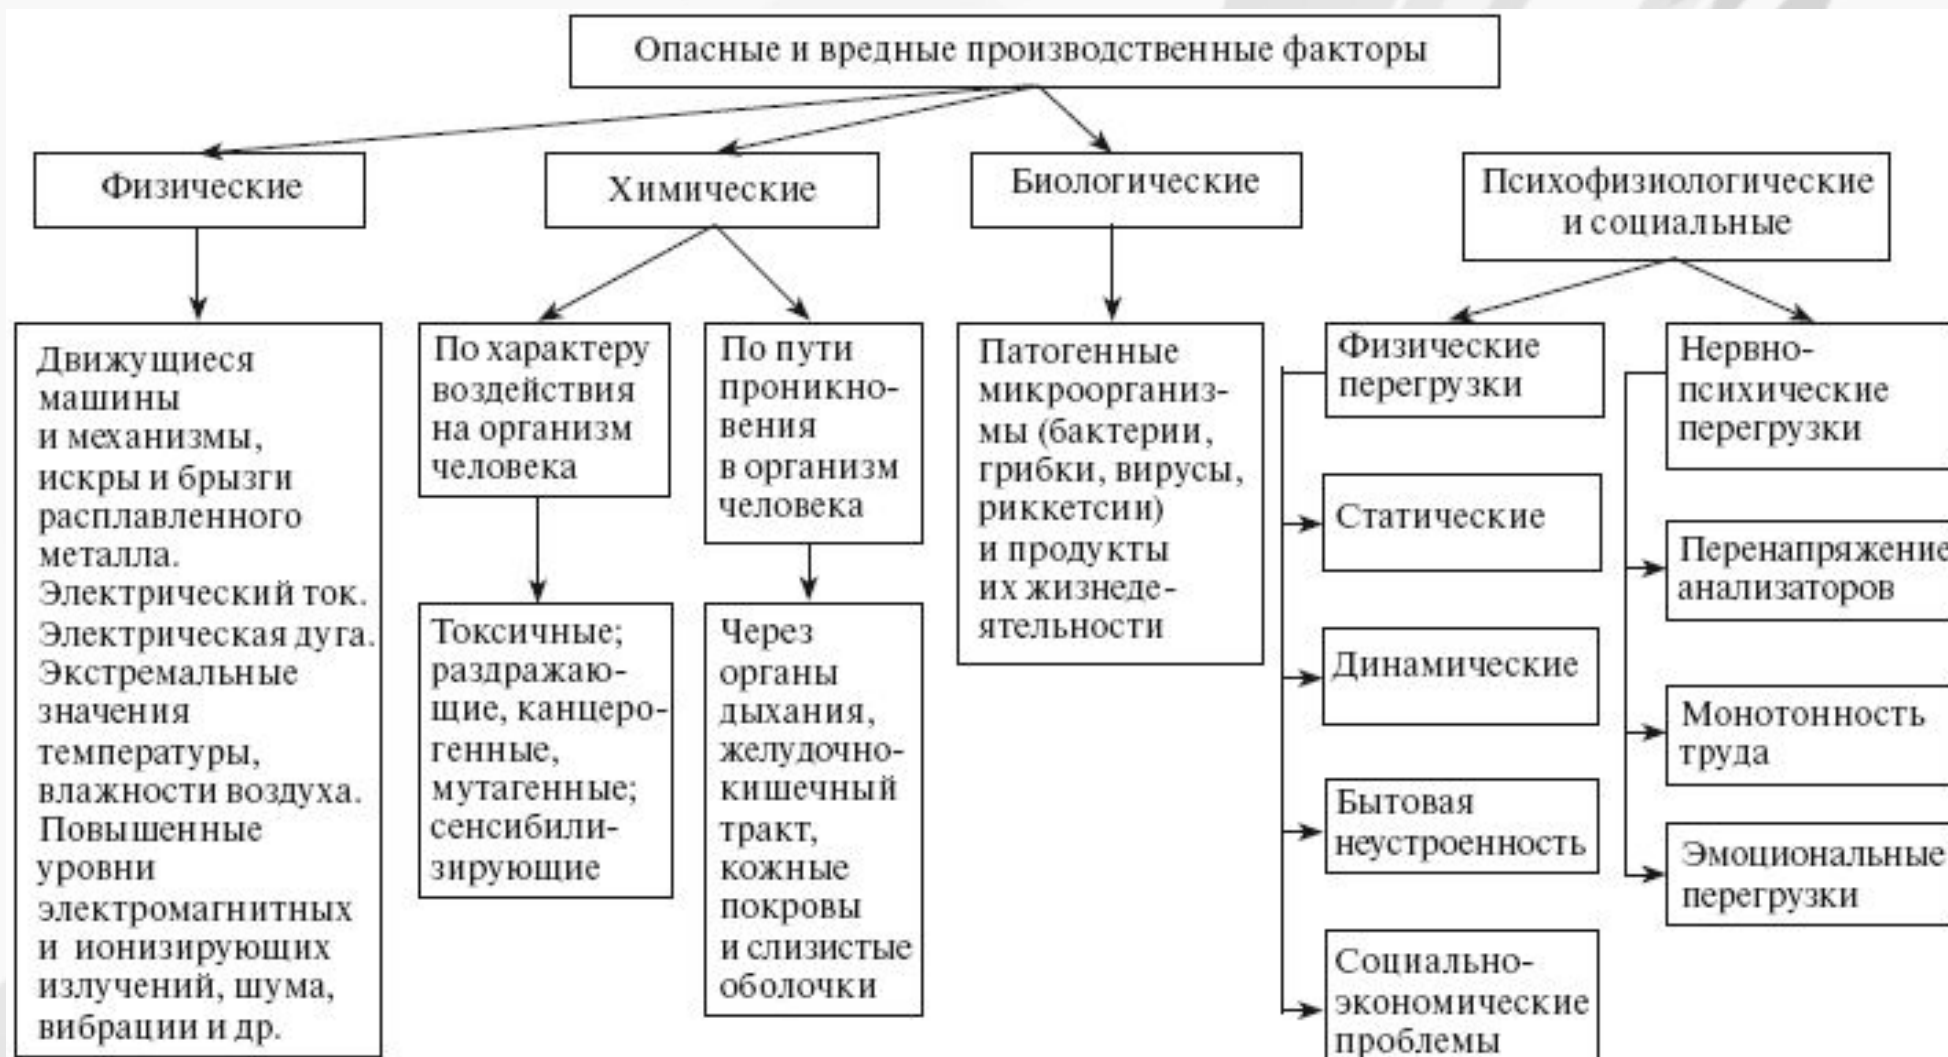 Опасные и вредные производственные факторы
Физические
Химические
Биологические
Психофизиологические
и социальные
Движущиеся
машины
и механизмы,
искры и брызги
расплавленного
металла.
Электрический ток.
Электрическая дуга.
Экстремальные
значения
температуры,
влажности воздуха.
Повышенные
уровни
электромагнитных
и ионизирующих
излучений, шума,
вибрации и др.
По характеру
воздействия
на организм
человека
Токсичные;
раздражаю-
щие, канцеро-
генные,
мутагенные;
сенсибили-
зирующие
По пути
проникно-
вения
в организм
человека
Через
органы
дыхания,
желудочно-
кишечный
тракт,
кожные
покровы
и слизистые
оболочки
Патогенные
микроорганиз-
мы (бактерии,
грибки, вирусы,
риккетсии)
и продукты
их жизнеде-
ятельности
Физические
перегрузки
Статические
Динамические
Бытовая
неустроенность
Социально-
экономические
проблемы
Нервно-
психические
перегрузки
Перенапряжение
анализаторов
Монотонность
труда
Эмоциональные
перегрузки